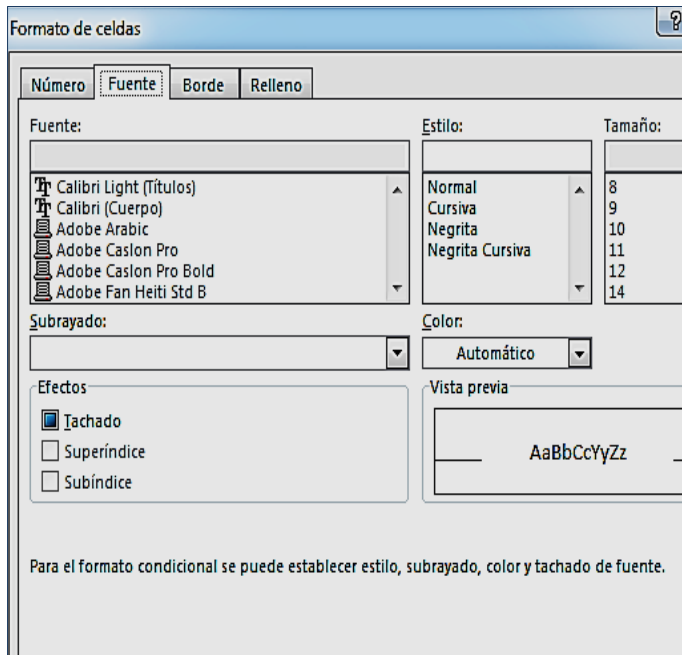 Formato de celdas
?
Número Fuente Borde Relleno
Fuente: Estilo: Tamaño:
Calibri Light (Títulos) Normal 8
Calibri (Cuerpo) Cursiva 9
Adobe Arabic Negrita 10
Adobe Caslon Pro Negrita Cursiva 11
Adobe Caslon Pro Bold 12
Adobe Fan Heiti Std B 14
Subrayado: Color:
Automático
Efectos Vista previa
Tachado
Superíndice AaBbCcYyZz
Subíndice
Para el formato condicional se puede establecer estilo, subrayado, color y tachado de fuente.